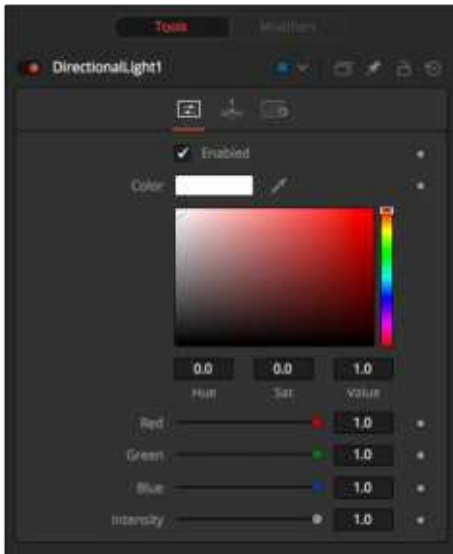 Tools Modifiers
DirectionalLight1
Enabled
Color
0.0 0.0 1.0
Hue Sat Value
Red 1.0
Green 1.0
Blue 1.0
Intensity 1.0